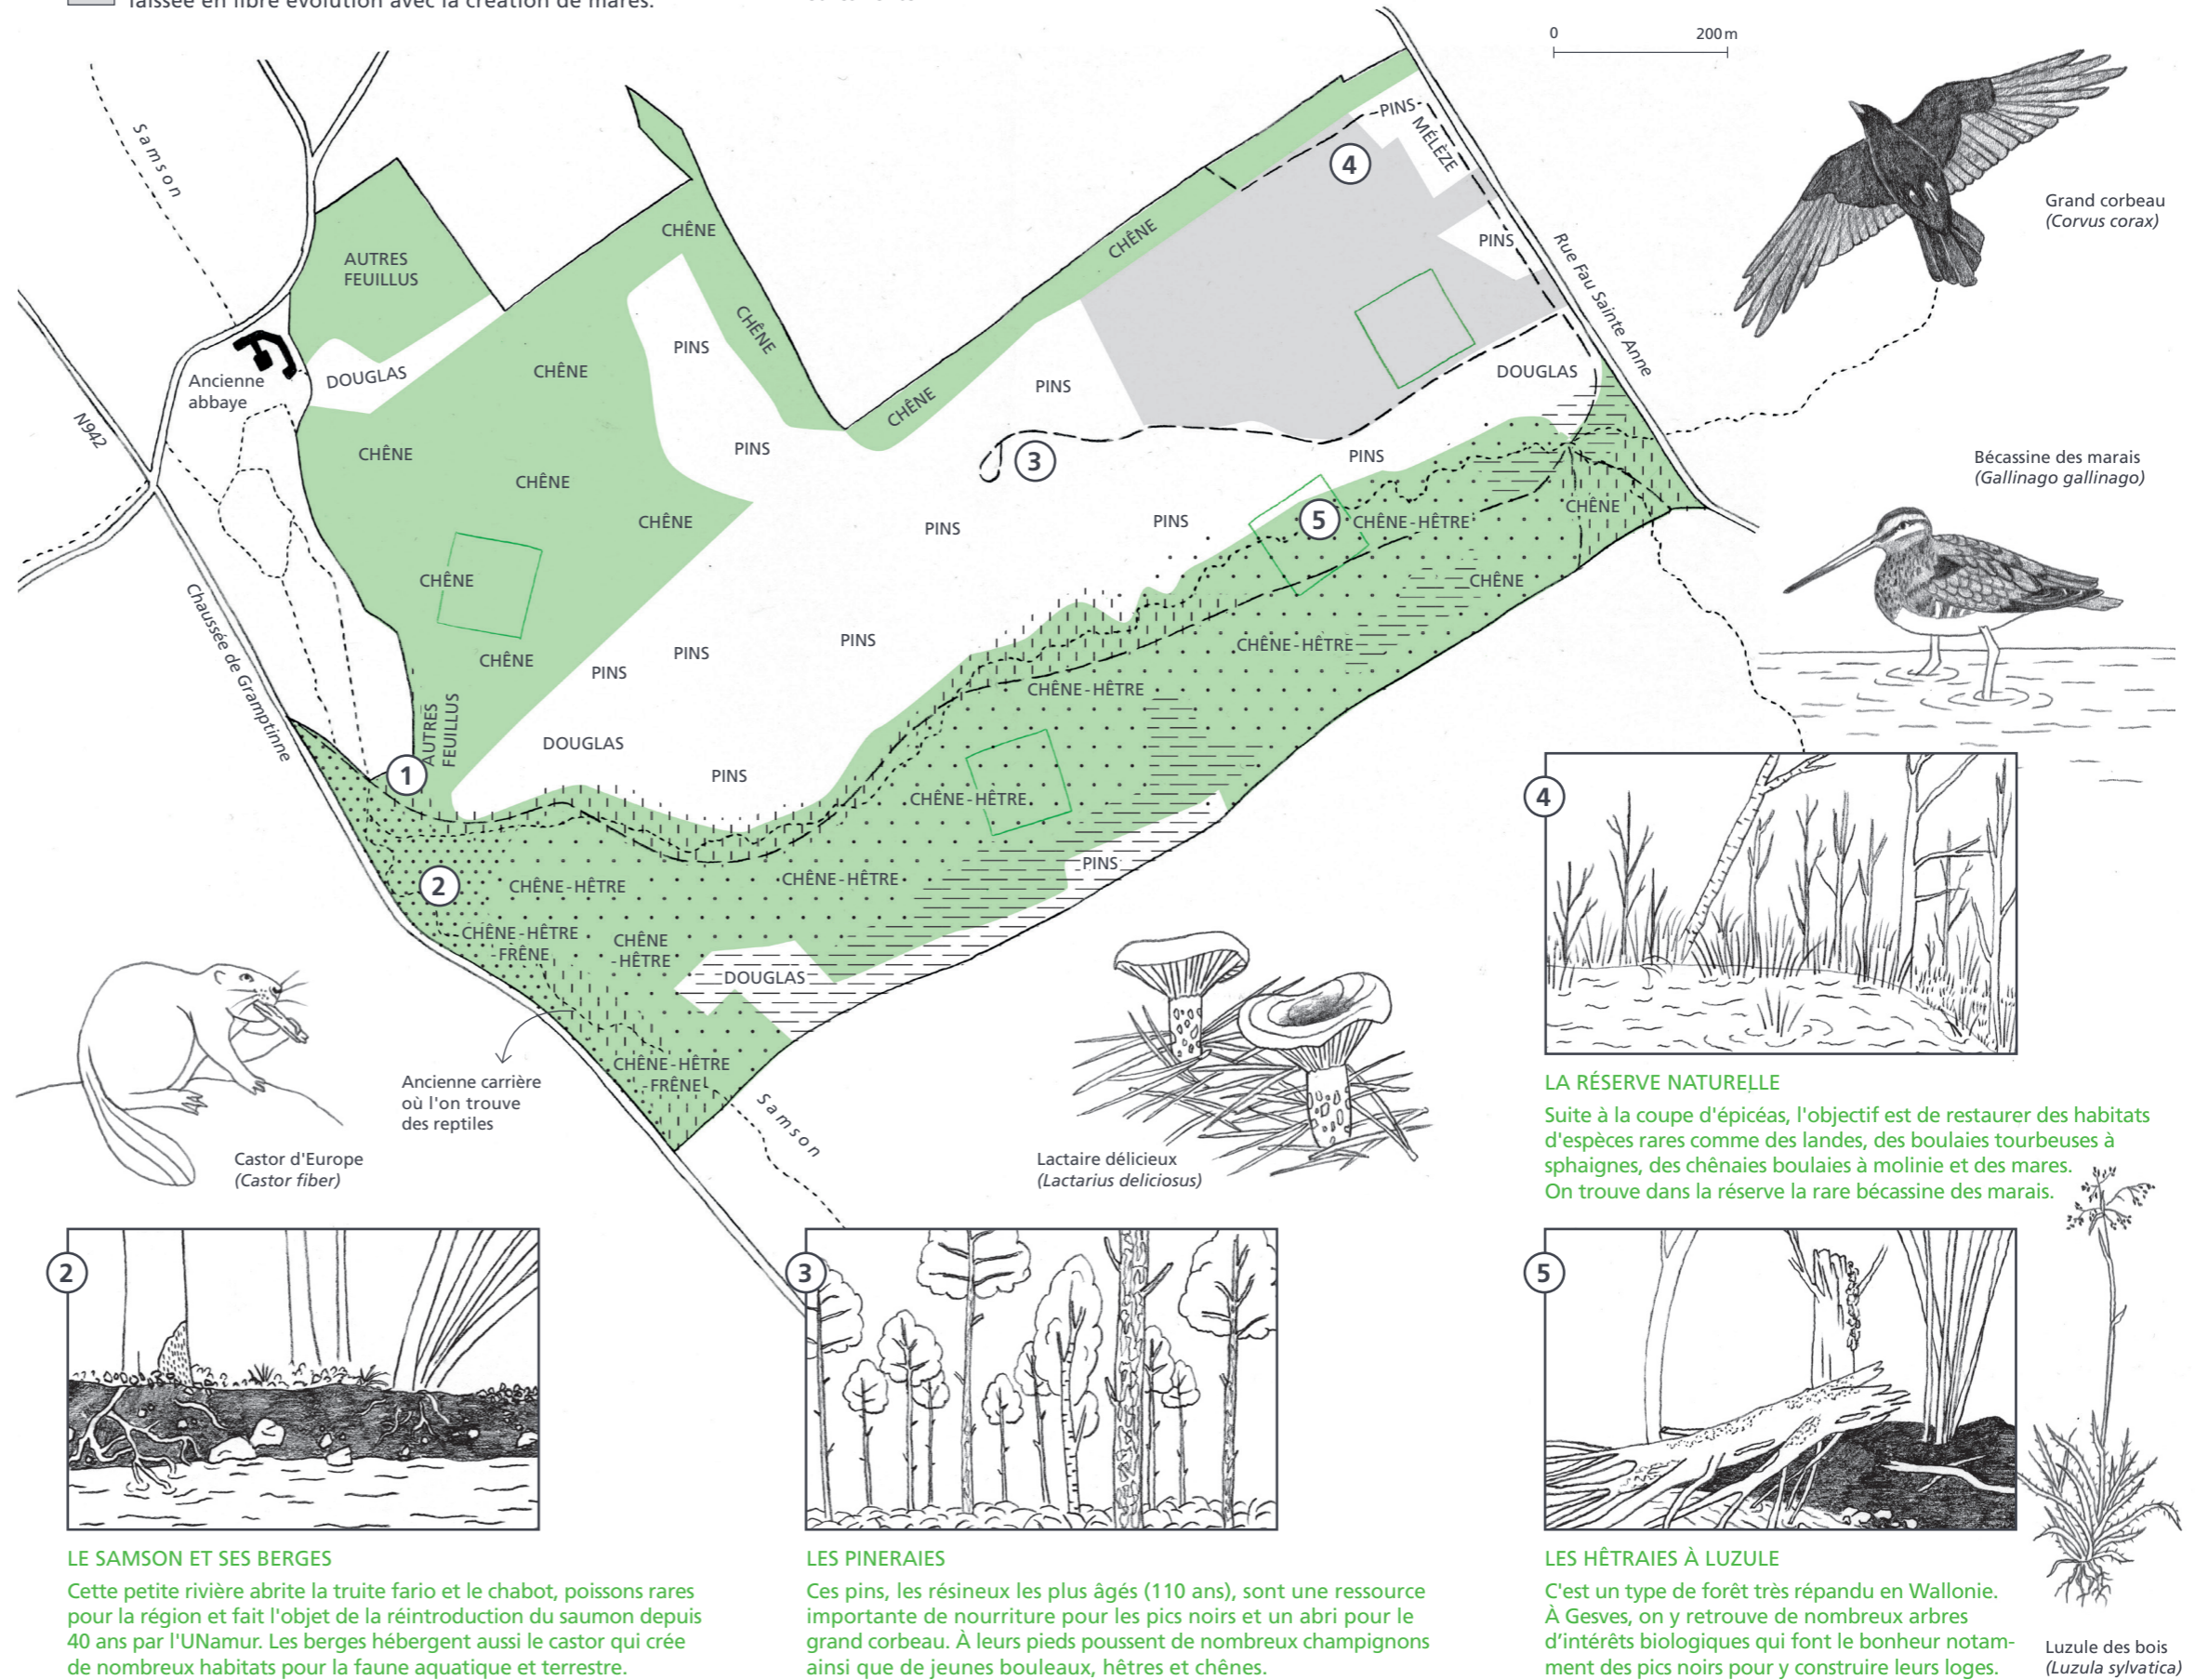 laissée en libre évolution avec la création de mares.
0 200 m
Samson
AUTRES
FEUILLUS
CHÊNE
CHÊNE
PINS
DOUGLAS
Ancienne
abbaye
N942
CHÊNE
CHÊNE
CHÊNE
CHÊNE
PINS
CHÊNE
CHÊNE
PINS
CHÊNE
CHÊNE
PINS
4
PINS
MÉLÈZE
PINS
Rue Fau Sainte Anne
DOUGLAS
3
PINS
PINS
PINS
5
CHÊNE-HÊTRE
CHÊNE
CHÊNE
CHÊNE-HÊTRE
CHÊNE-HÊTRE
PINS
PINS
PINS
DOUGLAS
PINS
Chaussée de Gramptinne
1
AUTRES
FEUILLUS
2
CHÊNE-HÊTRE
CHÊNE-HÊTRE
CHÊNE-HÊTRE
PINS
CHÊNE-HÊTRE
-FRÊNE
CHÊNE
-HÊTRE
DOUGLAS
CHÊNE-HÊTRE
-FRÊNE
Samson
Ancienne carrière
où l'on trouve
des reptiles
Grand corbeau
(Corvus corax)
Bécassine des marais
(Gallinago gallinago)
Castor d'Europe
(Castor fiber)
Lactaire délicieux
(Lactarius deliciosus)
4
LA RÉSERVE NATURELLE
Suite à la coupe d'épicéas, l'objectif est de restaurer des habitats
d'espèces rares comme des landes, des boulaies tourbeuses à
sphaignes, des chênaies boulaies à molinie et des mares.
On trouve dans la réserve la rare bécassine des marais.
2
LE SAMSON ET SES BERGES
Cette petite rivière abrite la truite fario et le chabot, poissons rares
pour la région et fait l'objet de la réintroduction du saumon depuis
40 ans par l'UNamur. Les berges hébergent aussi le castor qui crée
de nombreux habitats pour la faune aquatique et terrestre.
3
LES PINERAIES
Ces pins, les résineux les plus âgés (110 ans), sont une ressource
importante de nourriture pour les pics noirs et un abri pour le
grand corbeau. À leurs pieds poussent de nombreux champignons
ainsi que de jeunes bouleaux, hêtres et chênes.
5
LES HÊTRAIES À LUZULE
C'est un type de forêt très répandu en Wallonie.
À Gesves, on y retrouve de nombreux arbres
d'intérêts biologiques qui font le bonheur notam-
ment des pics noirs pour y construire leurs loges.
Luzule des bois
(Luzula sylvatica)